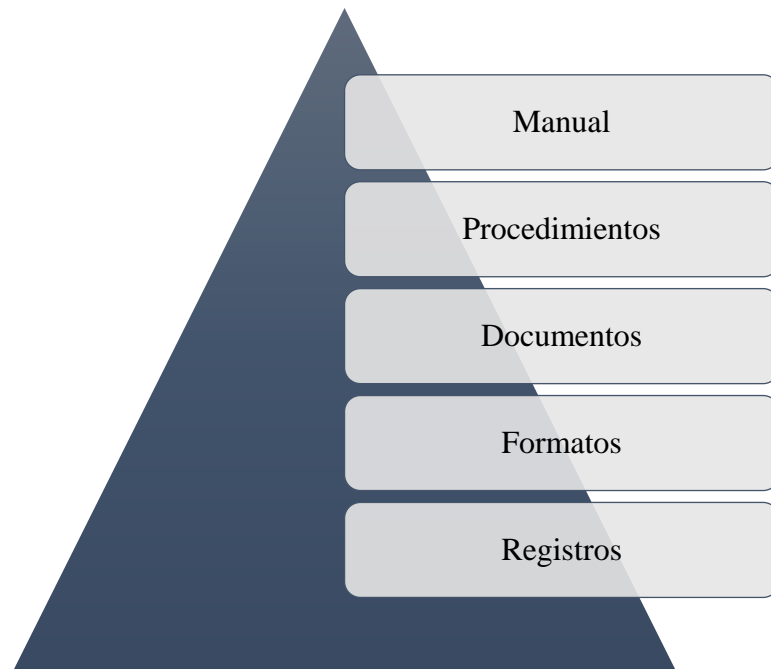 Manual
Procedimientos
Documentos
Formatos
Registros